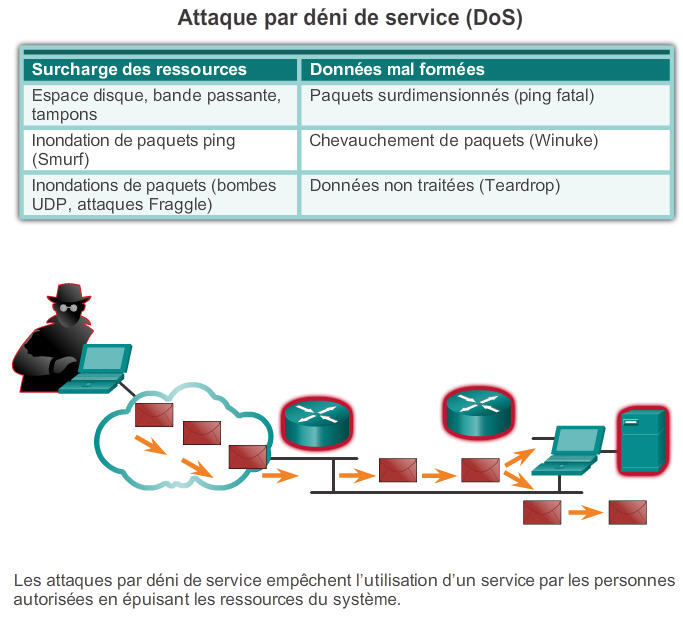 Attaque par déni de service (DoS)
Surcharge des ressources
Données mal formées
Espace disque, bande passante,
tampons
Paquets surdimensionnés (ping fatal)
Inondation de paquets ping
(Smurf)
Chevauchement de paquets (Winuke)
Inondations de paquets (bombes
UDP, attaques Fraggle)
Données non traitées (Teardrop)
Les attaques par déni de service empêchent l’utilisation d’un service par les personnes
autorisées en épuisant les ressources du système.